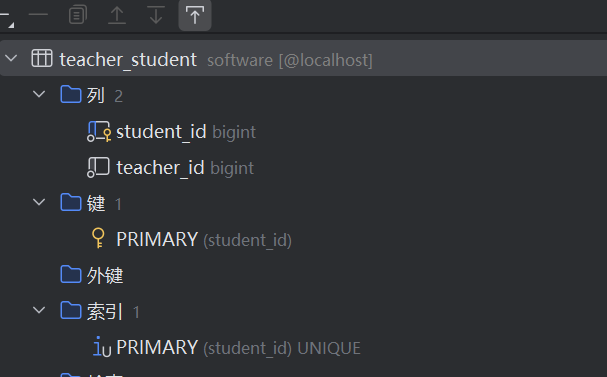 teacher_student software [@localhost]
列 2
student_id bigint
teacher_id bigint
键 1
PRIMARY (student_id)
外键
索引 1
PRIMARY (student_id) UNIQUE